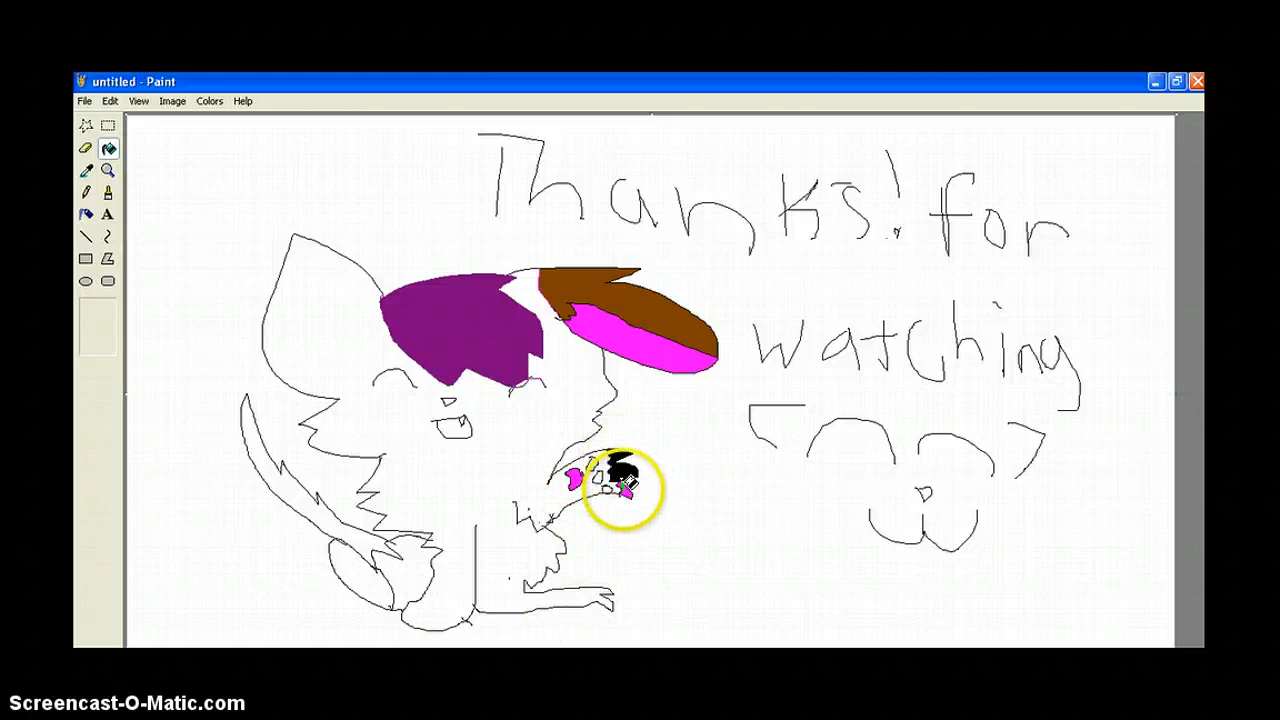 untitled - Paint
File Edit View Image Colors Help
A
Thanks! for
watching
Screencast-O-Matic.com